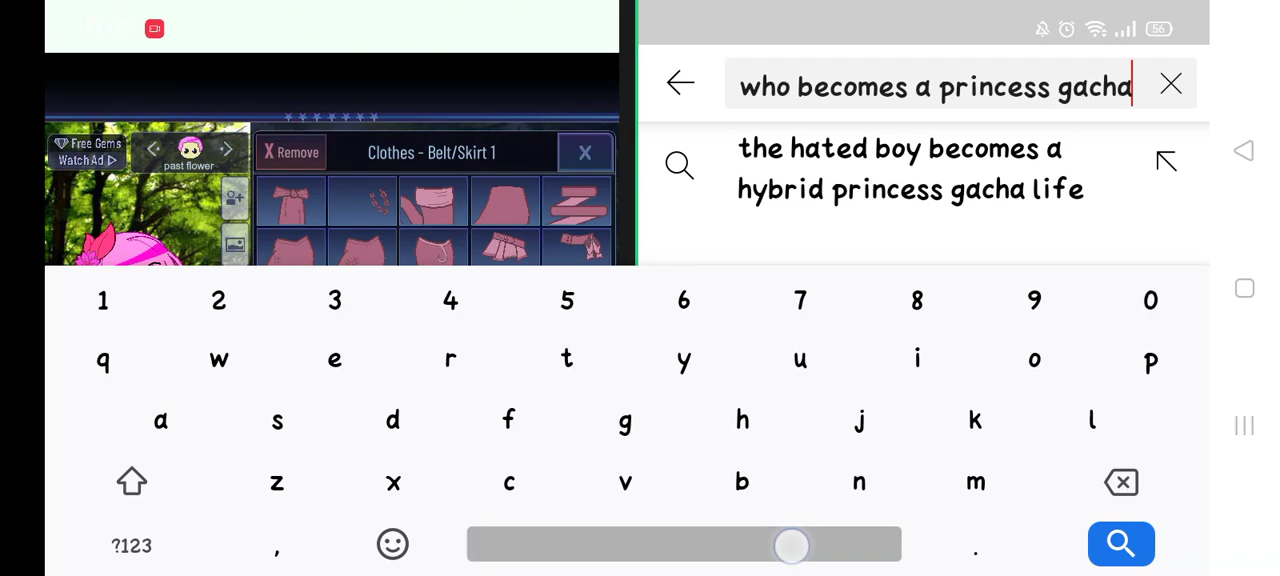 56
who becomes a princess gacha
Free Gems
Watch Ad
past flower
X Remove
Clothes - Belt/Skirt 1
X
the hated boy becomes a
hybrid princess gacha life
1 2 3 4 5 6 7 8 9 0
q w e r t y u i o p
a s d f g h j k l
z x c v b n m
?123 , .